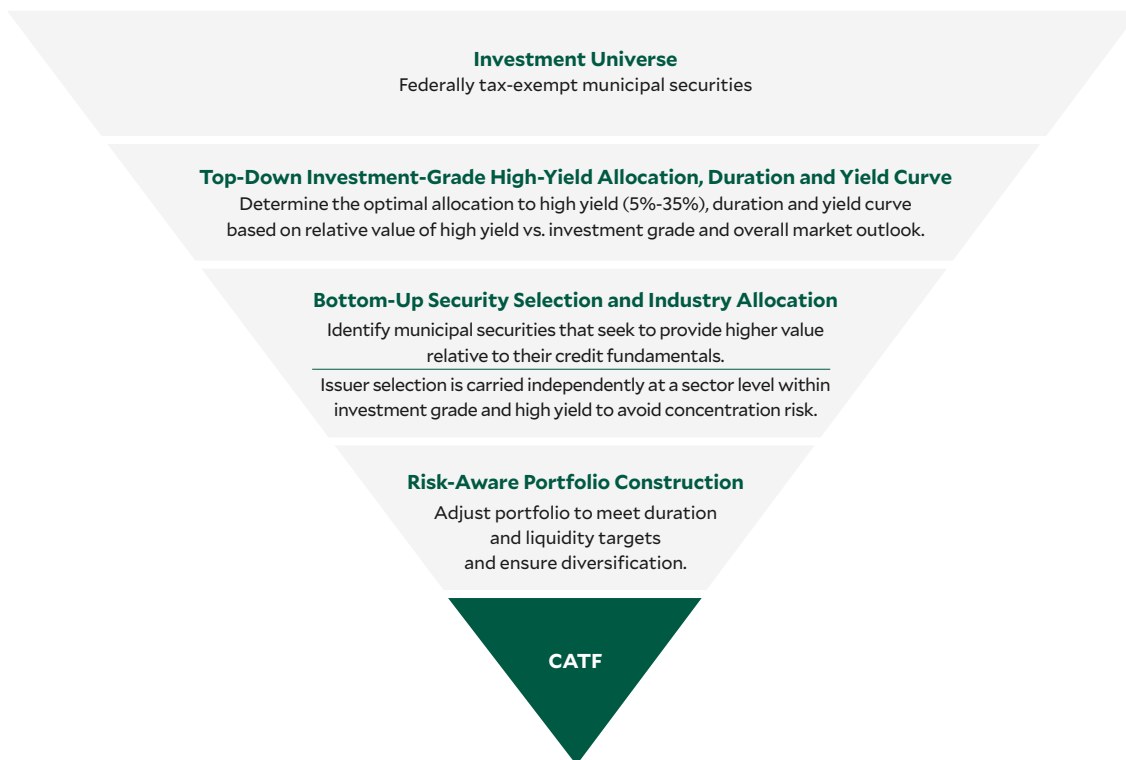 Investment Universe
Federally tax-exempt municipal securities
Top-Down Investment-Grade High-Yield Allocation, Duration and Yield Curve
Determine the optimal allocation to high yield (5%-35%), duration and yield curve
based on relative value of high yield vs. investment grade and overall market outlook.
Bottom-Up Security Selection and Industry Allocation
Identify municipal securities that seek to provide higher value
relative to their credit fundamentals.
Issuer selection is carried independently at a sector level within
investment grade and high yield to avoid concentration risk.
Risk-Aware Portfolio Construction
Adjust portfolio to meet duration
and liquidity targets
and ensure diversification.
CATF